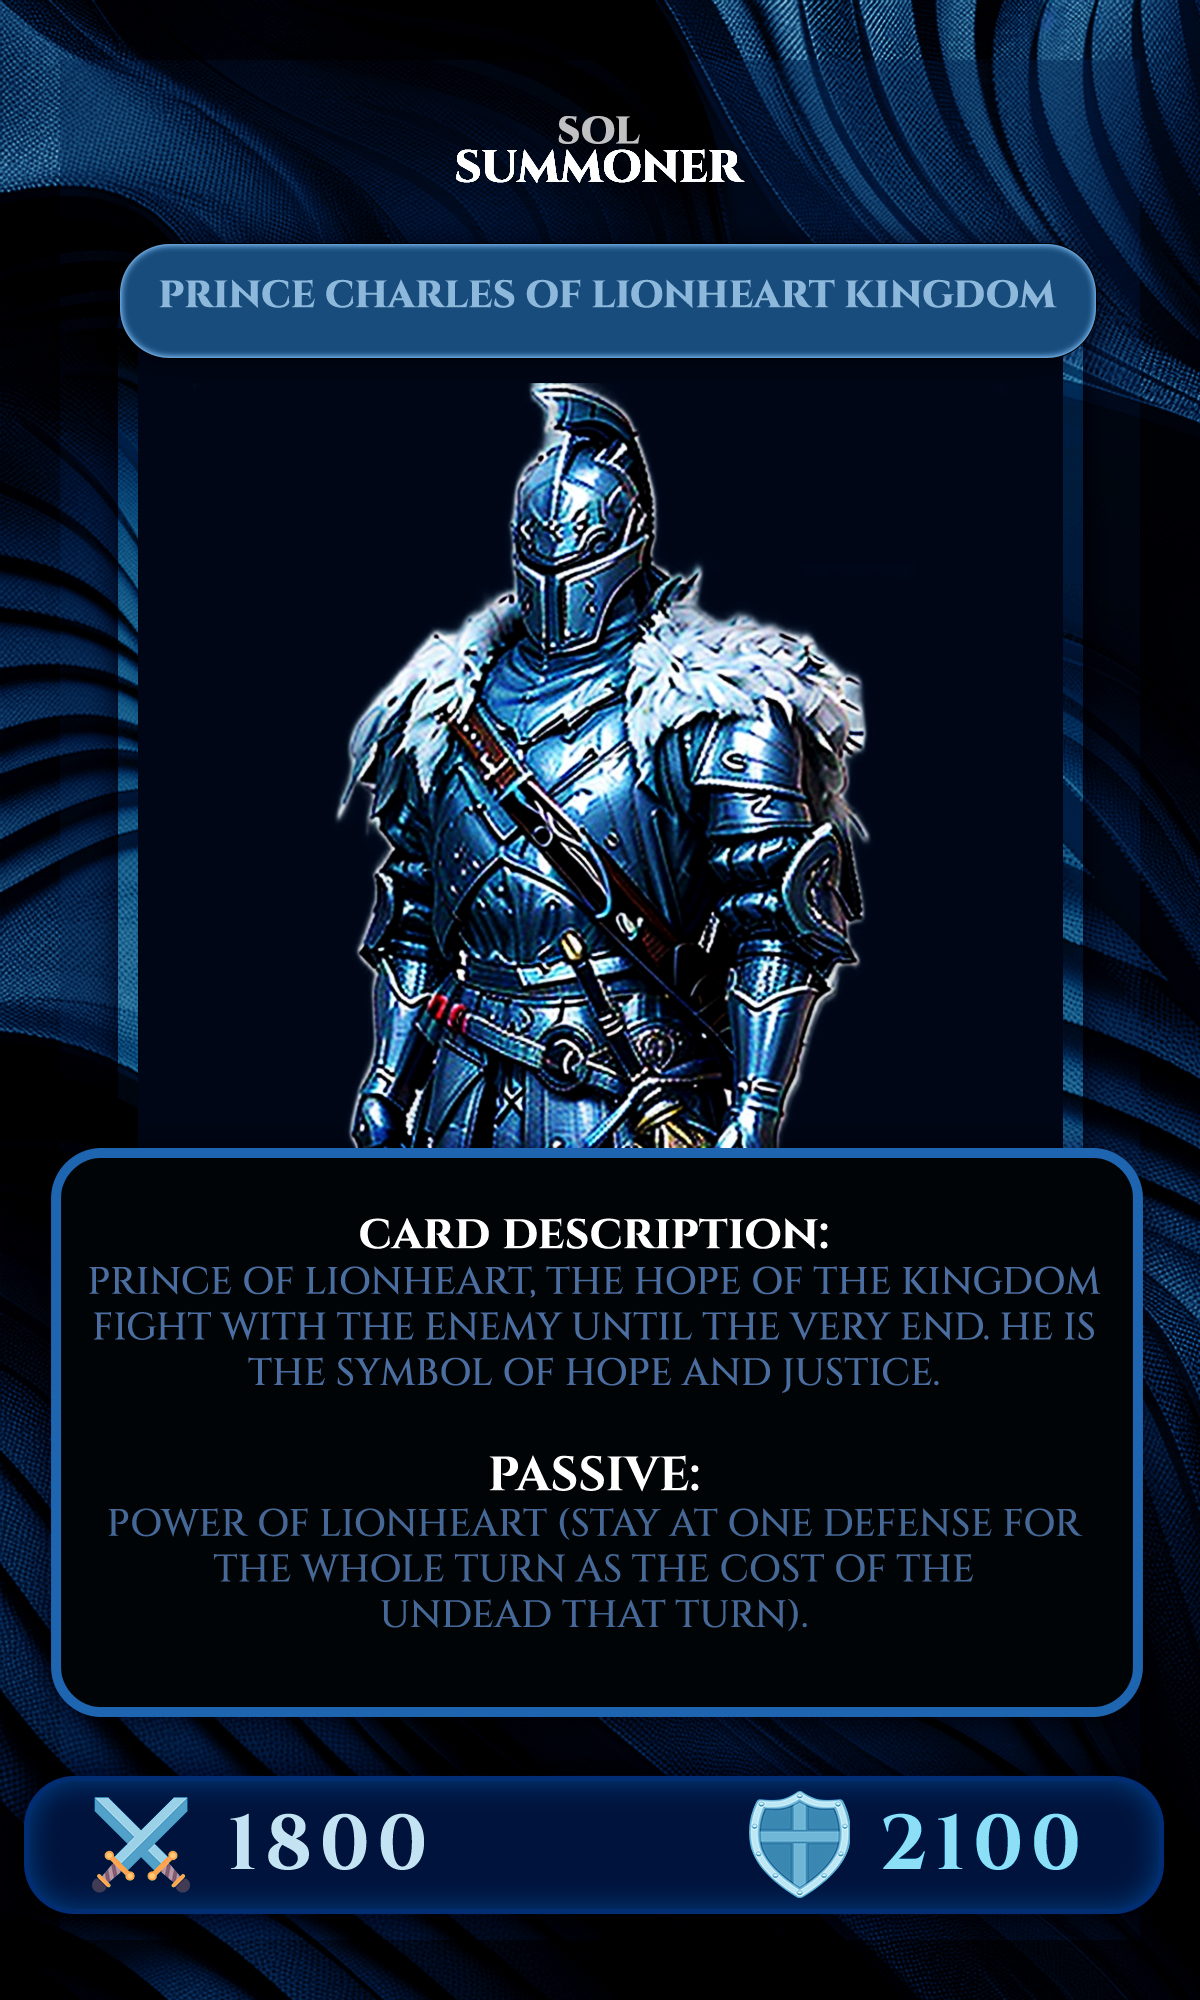 SOL
SUMMONER
PRINCE CHARLES OF LIONHEART KINGDOM
CARD DESCRIPTION:
PRINCE OF LIONHEART, THE HOPE OF THE KINGDOM
FIGHT WITH THE ENEMY UNTIL THE VERY END. HE IS
THE SYMBOL OF HOPE AND JUSTICE.
PASSIVE:
POWER OF LIONHEART (STAY AT ONE DEFENSE FOR
THE WHOLE TURN AS THE COST OF THE
UNDEAD THAT TURN).
1800 2100